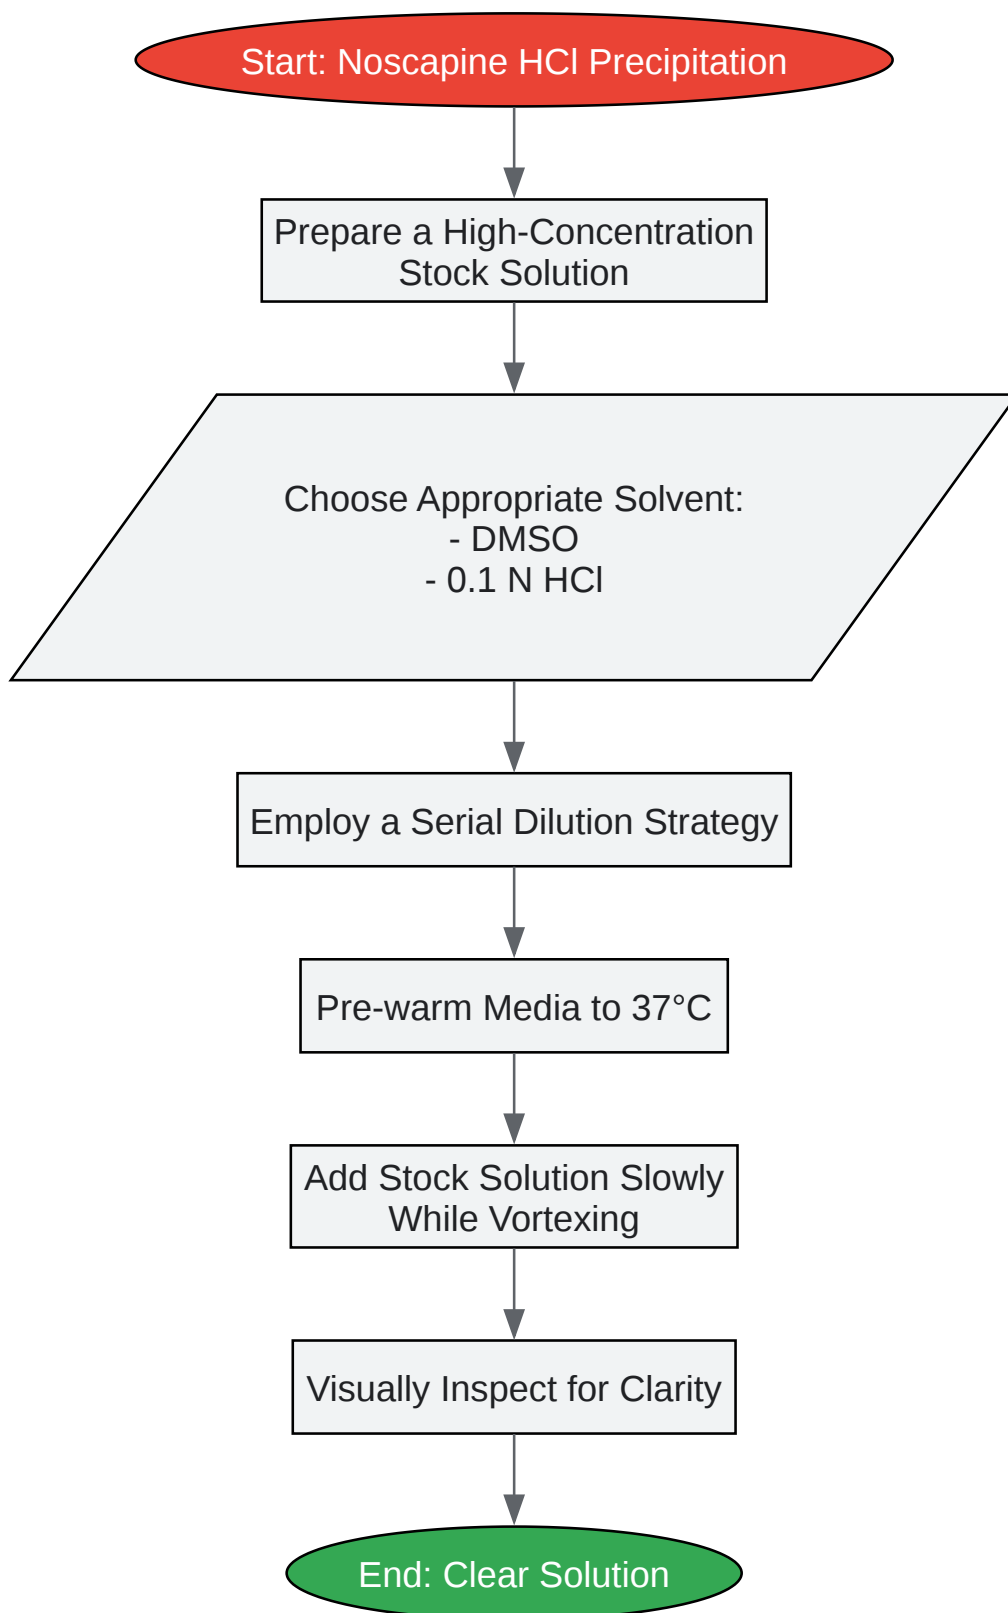 Start: Noscapine HCl Precipitation
Prepare a High-Concentration
Stock Solution
Choose Appropriate Solvent:
- DMSO
- 0.1 N HCl
Employ a Serial Dilution Strategy
Pre-warm Media to 37°C
Add Stock Solution Slowly
While Vortexing
Visually Inspect for Clarity
End: Clear Solution